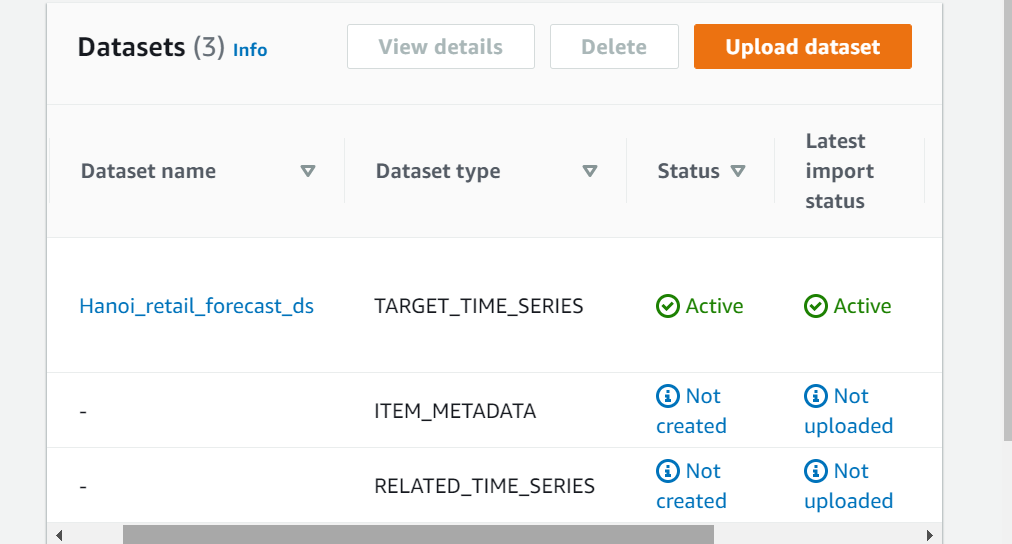 Datasets (3) Info
View details
Delete
Upload dataset
Dataset name
Dataset type
Status
Latest
import
status
Hanoi_retail_forecast_ds
TARGET_TIME_SERIES
Active
Active
-
ITEM_METADATA
Not
created
Not
uploaded
-
RELATED_TIME_SERIES
Not
created
Not
uploaded